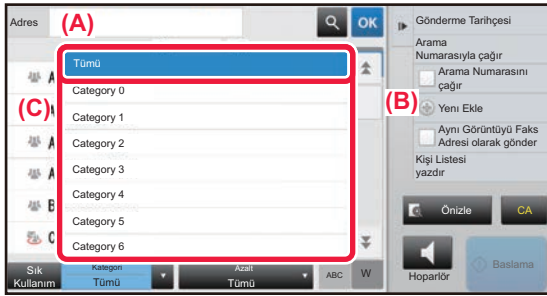 Adres
(A)
OK
Tümü
(C)
A
Category 0
Category 1
A
Category 2
A
Category 3
B
Category 4
Category 5
C
Category 6
Sık
Kullanım
Kategori
Tümü
Azalt
Tümü
ABC
W
Gönderme Tarihçesi
Arama
Numarasıyla çağır
Arama Numarasını
çağır
(B)
Yenı Ekle
Aynı Görüntüyü Faks
Adresi olarak gönder
Kişi Listesi
yazdır
Önizle
CA
Hoparlör
Baslama